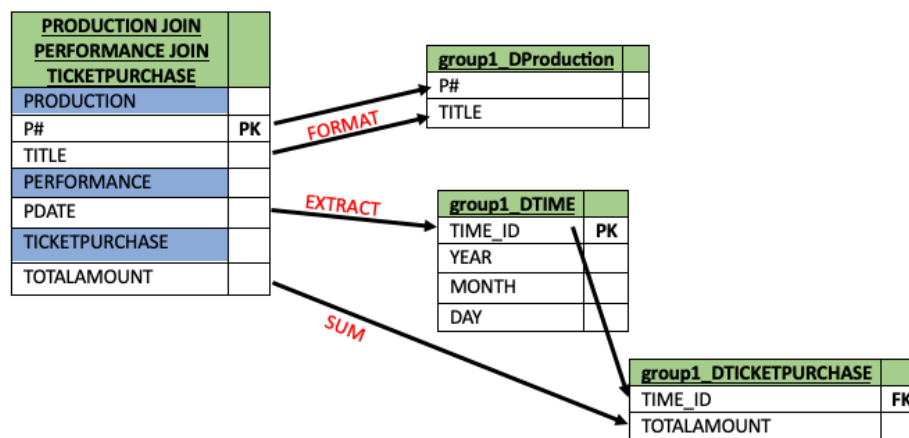 PRODUCTION JOIN
PERFORMANCE JOIN
TICKETPURCHASE
PRODUCTION
P# PK
TITLE
PERFORMANCE
PDATE
TICKETPURCHASE
TOTALAMOUNT
FORMAT
EXTRACT
SUM
group1_DProduction
P#
TITLE
group1_DTIME
TIME_ID PK
YEAR
MONTH
DAY
group1_DTICKETPURCHASE
TIME_ID FK
TOTALAMOUNT